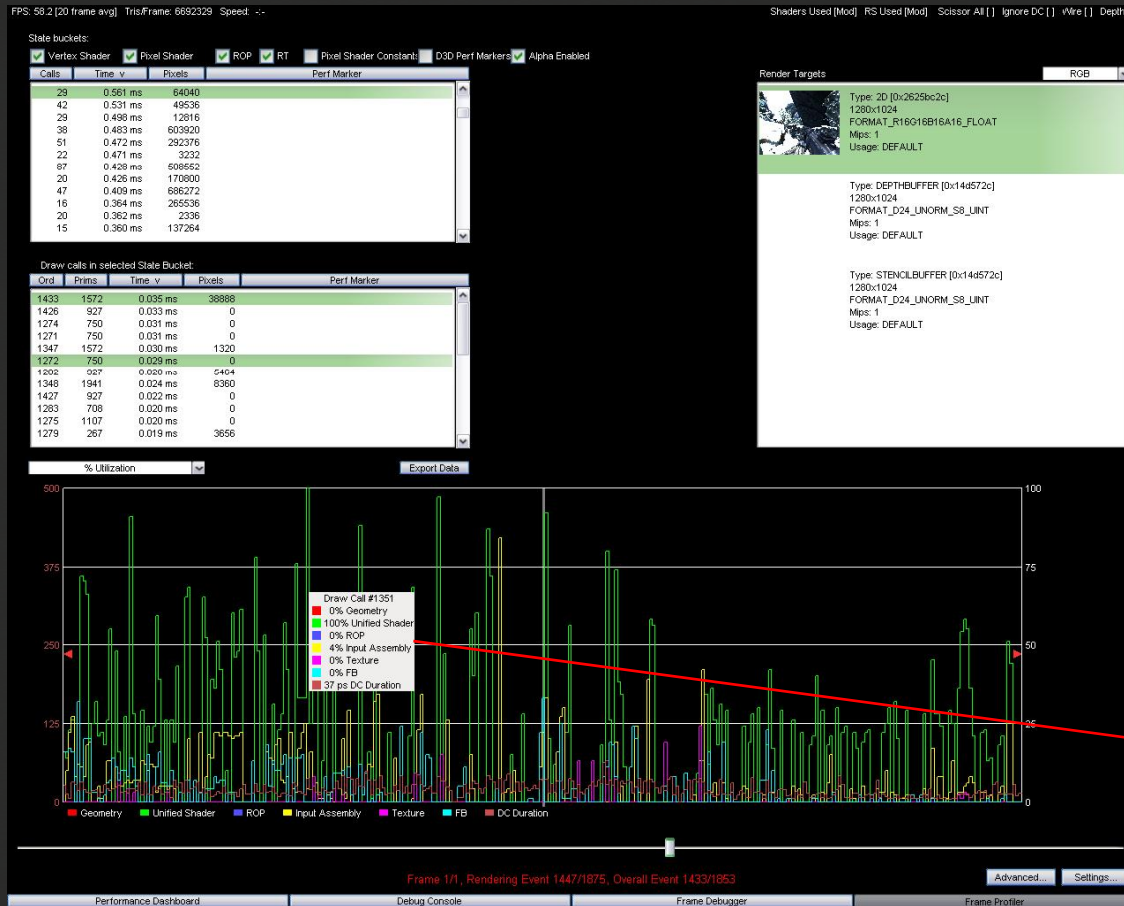 FPS: 58.2 [20 frame avg] Tris/Frame: 6692329 Speed: -:-
Shaders Used [Mod] RS Used [Mod] Scissor All [ ] Ignore DC [ ] Wire [ ] Depth
State buckets:
Vertex Shader Pixel Shader ROP RT Pixel Shader Constants D3D Perf Markers Alpha Enabled
Calls Time v Pixels Perf Marker
29 0.561 ms 64040
42 0.531 ms 49536
29 0.498 ms 12816
38 0.483 ms 603920
51 0.472 ms 292376
22 0.471 ms 3232
87 0.428 ms 508552
20 0.426 ms 170800
47 0.409 ms 686272
16 0.364 ms 265536
20 0.362 ms 2336
15 0.360 ms 137264
Render Targets RGB
Type: 2D [0x2625bc2c]
1280x1024
FORMAT_R16G16B16A16_FLOAT
Mips: 1
Usage: DEFAULT
Type: DEPTHBUFFER [0x14d572c]
1280x1024
FORMAT_D24_UNORM_S8_UINT
Mips: 1
Usage: DEFAULT
Type: STENCILBUFFER [0x14d572c]
1280x1024
FORMAT_D24_UNORM_S8_UINT
Mips: 1
Usage: DEFAULT
Draw calls in selected State Bucket:
Ord Prims Time v Pixels Perf Marker
1433 1572 0.035 ms 38888
1426 927 0.033 ms 0
1274 750 0.031 ms 0
1271 750 0.031 ms 0
1347 1572 0.030 ms 1320
1272 750 0.029 ms 0
927 ms
1348 1941 0.024 ms 8360
1427 927 0.022 ms 0
1283 708 0.020 ms 0
1275 1107 0.020 ms 0
1279 267 0.019 ms 3656
% Utilization Export Data
500 100
375 75
250 50
125 25
0 0
Draw Call #1351
0% Geometry
100% Unified Shader
0% ROP
4% Input Assembly
0% Texture
0% FB
37 ps DC Duration
Geometry Unified Shader ROP Input Assembly Texture FB DC Duration
Frame 1/1, Rendering Event 1447/1875, Overall Event 1433/1853
Advanced... Settings...
Performance Dashboard Debug Console Frame Debugger Frame Profiler